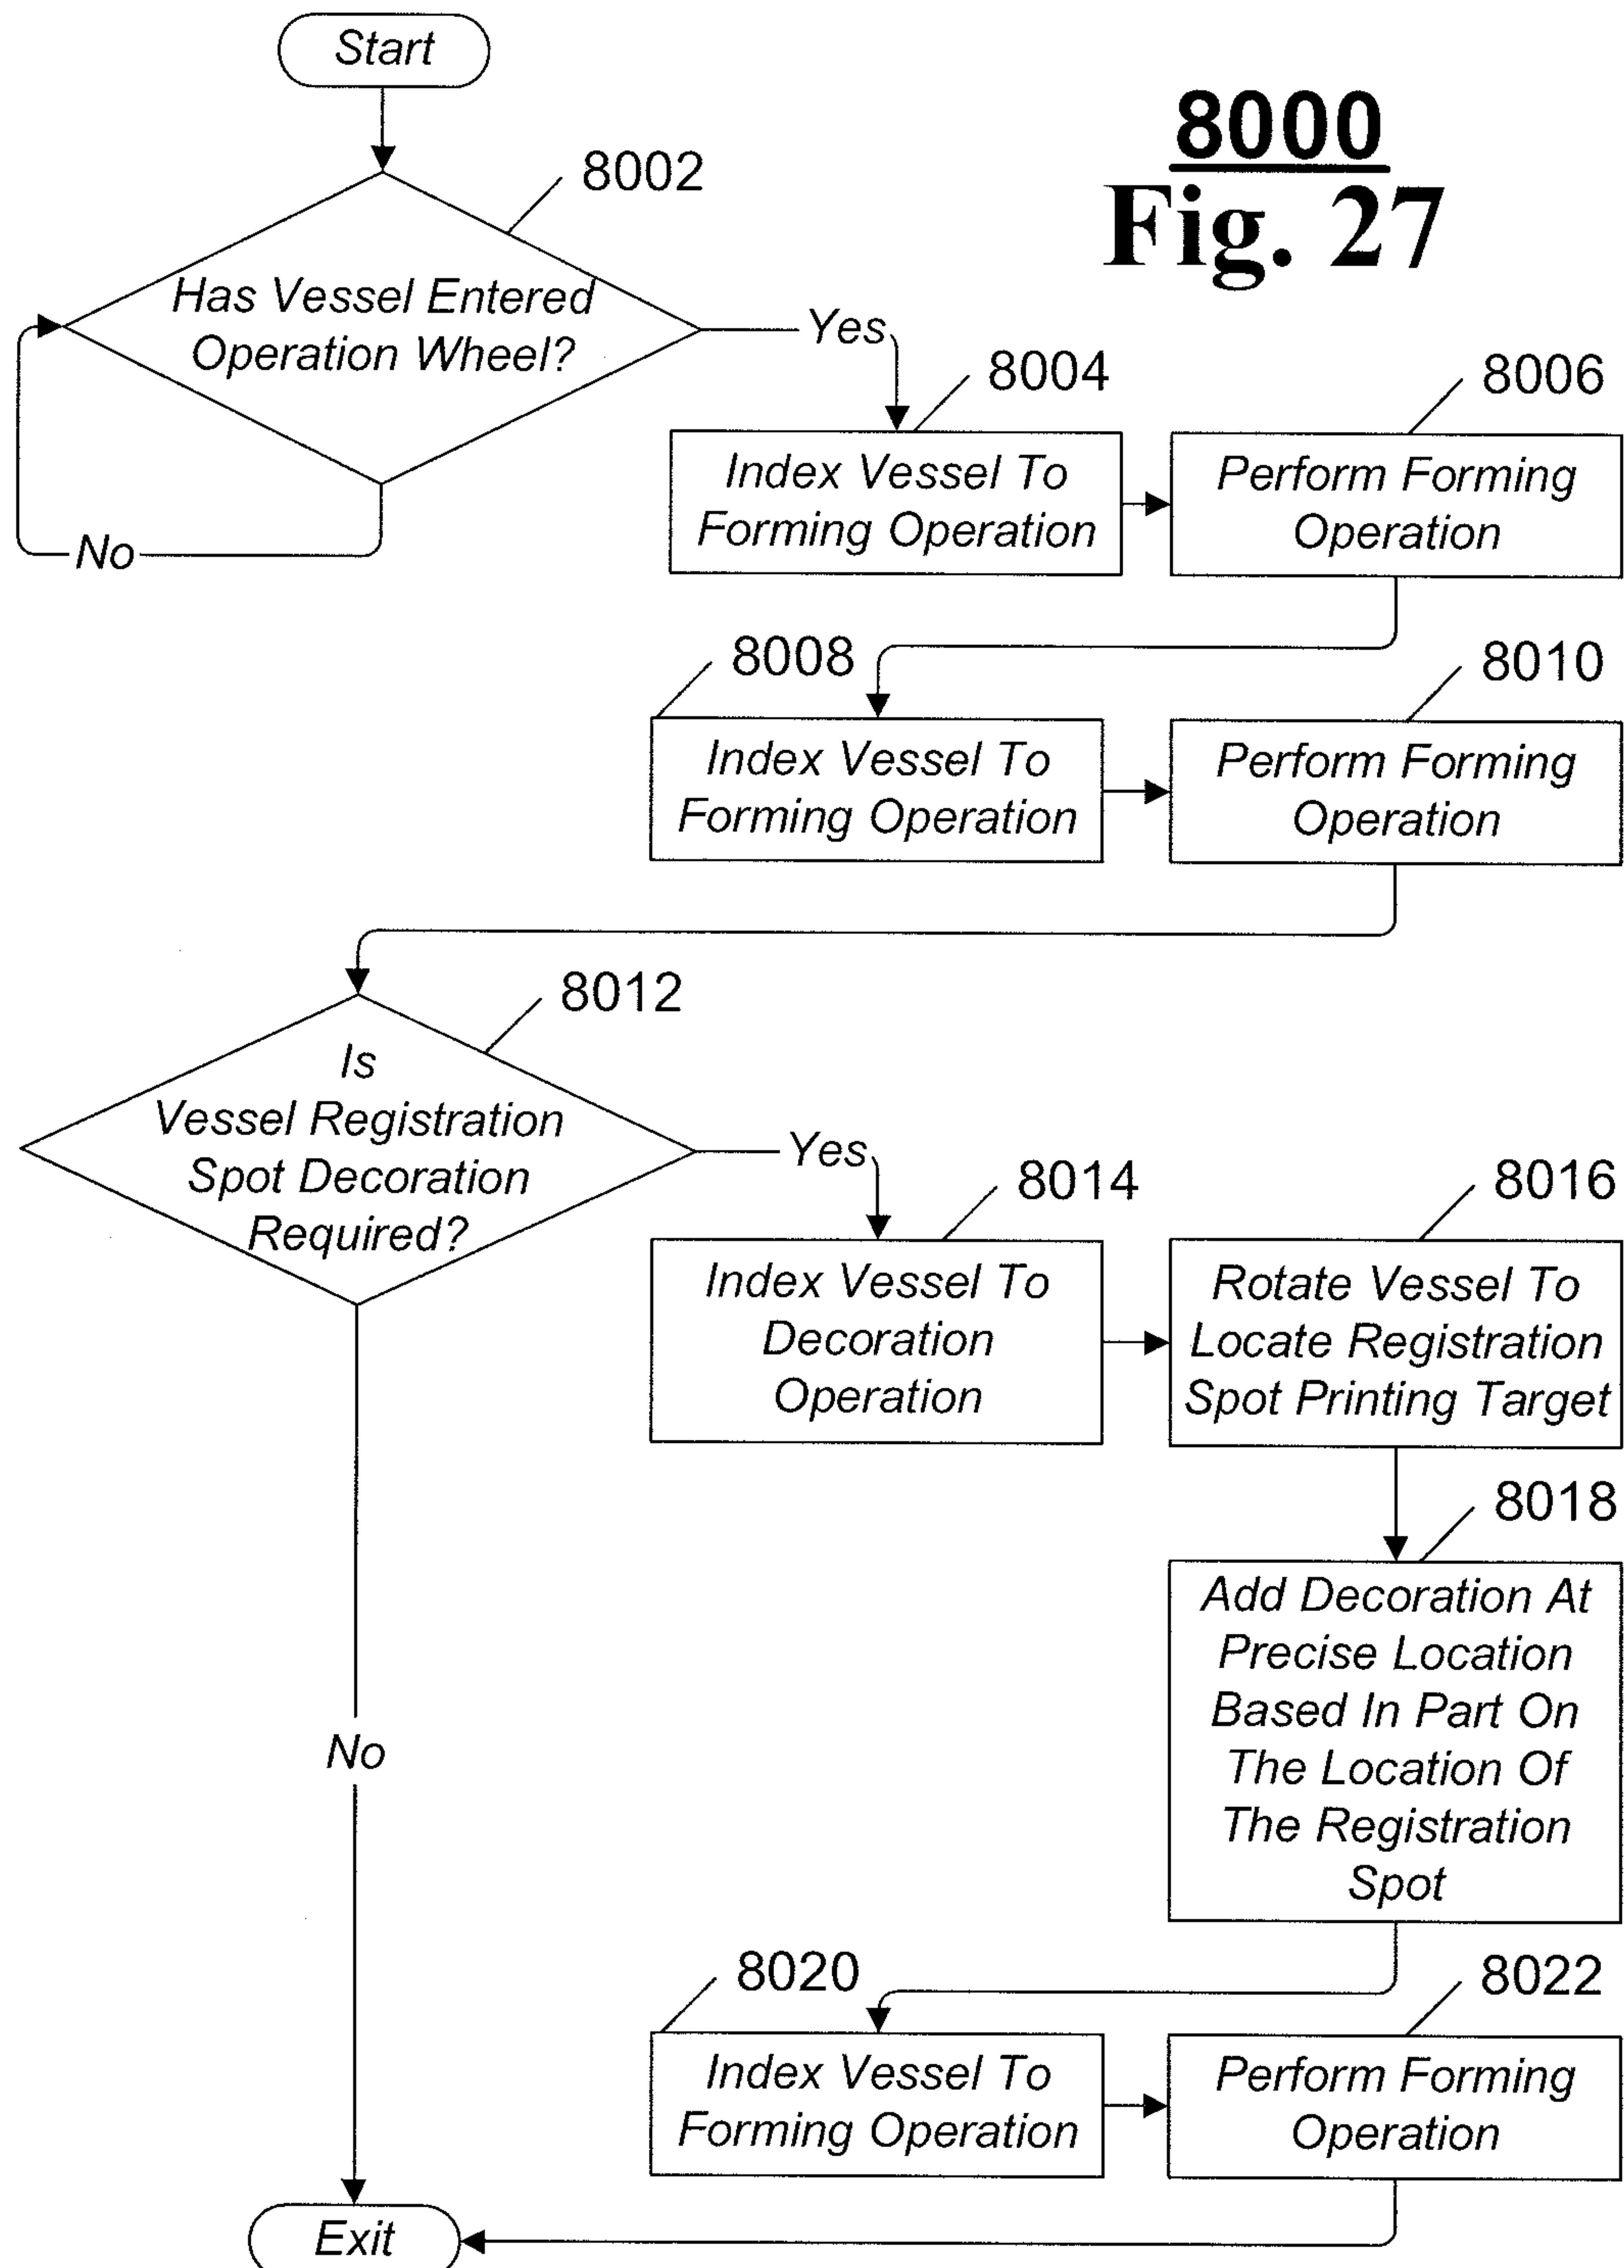 Start
8000
Fig. 27
8002
Has Vessel Entered
Operation Wheel?
Yes
No
8004
Index Vessel To
Forming Operation
8006
Perform Forming
Operation
8008
Index Vessel To
Forming Operation
8010
Perform Forming
Operation
8012
Is
Vessel Registration
Spot Decoration
Required?
Yes
8014
Index Vessel To
Decoration
Operation
8016
Rotate Vessel To
Locate Registration
Spot Printing Target
8018
Add Decoration At
Precise Location
Based In Part On
The Location Of
The Registration
Spot
No
8020
Index Vessel To
Forming Operation
8022
Perform Forming
Operation
Exit